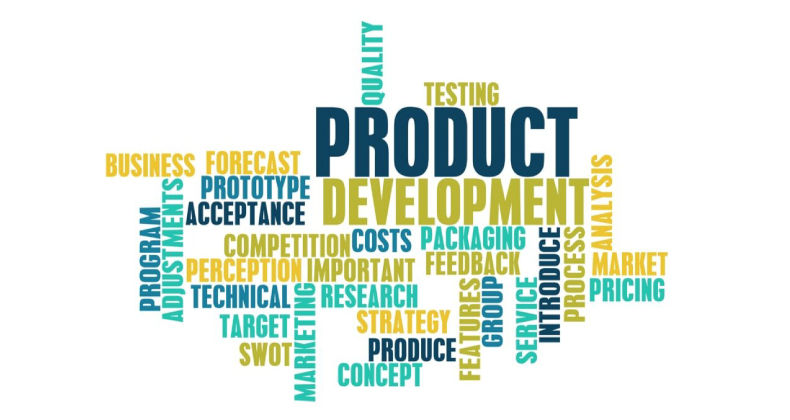 QUALITY
TESTING
PRODUCT
BUSINESS
FORECAST
ANALYSIS
PROTOTYPE
DEVELOPMENT
ADJUSTMENTS
ACCEPTANCE
PROGRAM
COMPETITION
COSTS
PACKAGING
INTRODUCE
PROCESS
PERCEPTION
IMPORTANT
FEEDBACK
MARKET
TECHNICAL
RESEARCH
FEATURES
GROUP
SERVICE
PRICING
MARKETING
TARGET
STRATEGY
SWOT
PRODUCE
CONCEPT